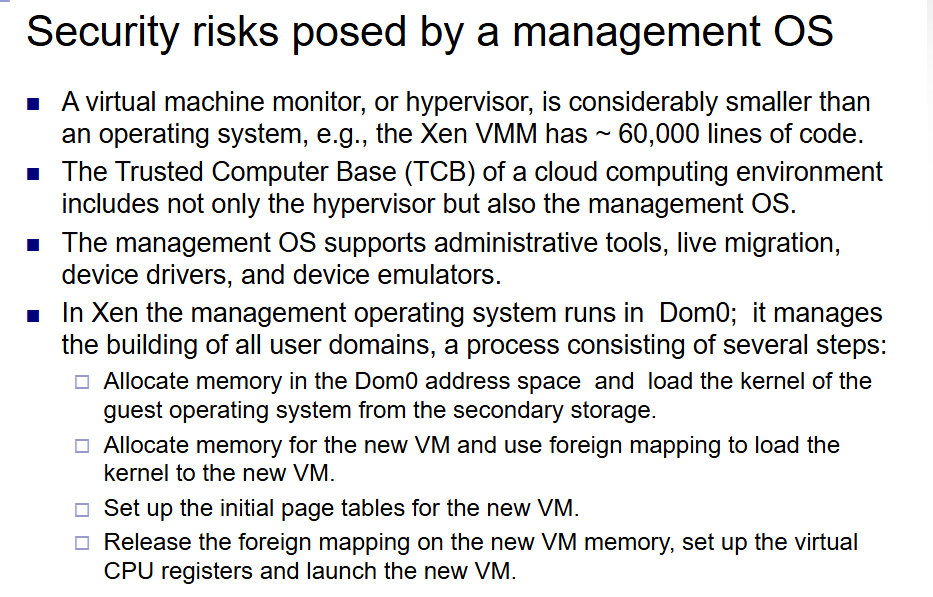 Security risks posed by a management OS
A virtual machine monitor, or hypervisor, is considerably smaller than
an operating system, e.g., the Xen VMM has ~ 60,000 lines of code.
The Trusted Computer Base (TCB) of a cloud computing environment
includes not only the hypervisor but also the management OS.
The management OS supports administrative tools, live migration,
device drivers, and device emulators.
In Xen the management operating system runs in Dom0; it manages
the building of all user domains, a process consisting of several steps:
Allocate memory in the Dom0 address space and load the kernel of the
guest operating system from the secondary storage.
Allocate memory for the new VM and use foreign mapping to load the
kernel to the new VM.
Set up the initial page tables for the new VM.
Release the foreign mapping on the new VM memory, set up the virtual
CPU registers and launch the new VM.